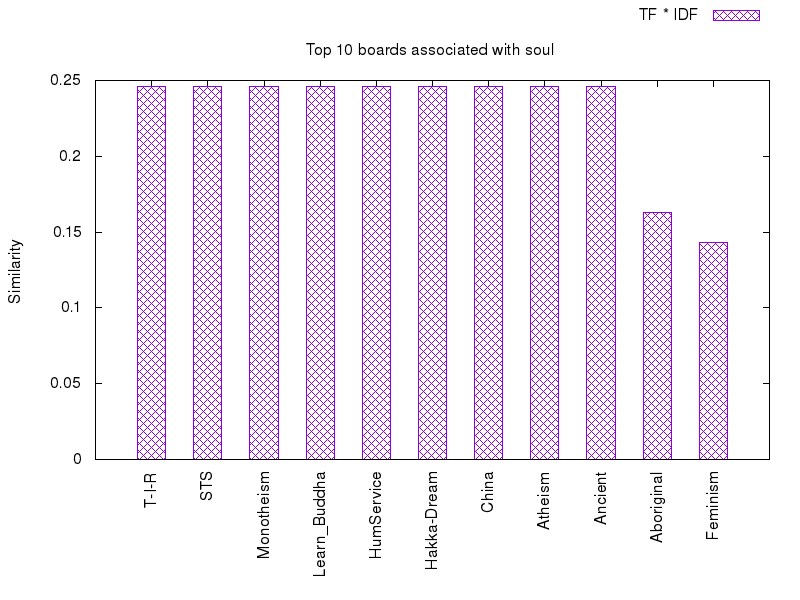 TF * IDF
Top 10 boards associated with soul
0.25
0.2
0.15
0.1
0.05
0
Similarity
T-I-R
STS
Monotheism
Learn_Buddha
HumService
Hakka-Dream
China
Atheism
Ancient
Aboriginal
Feminism